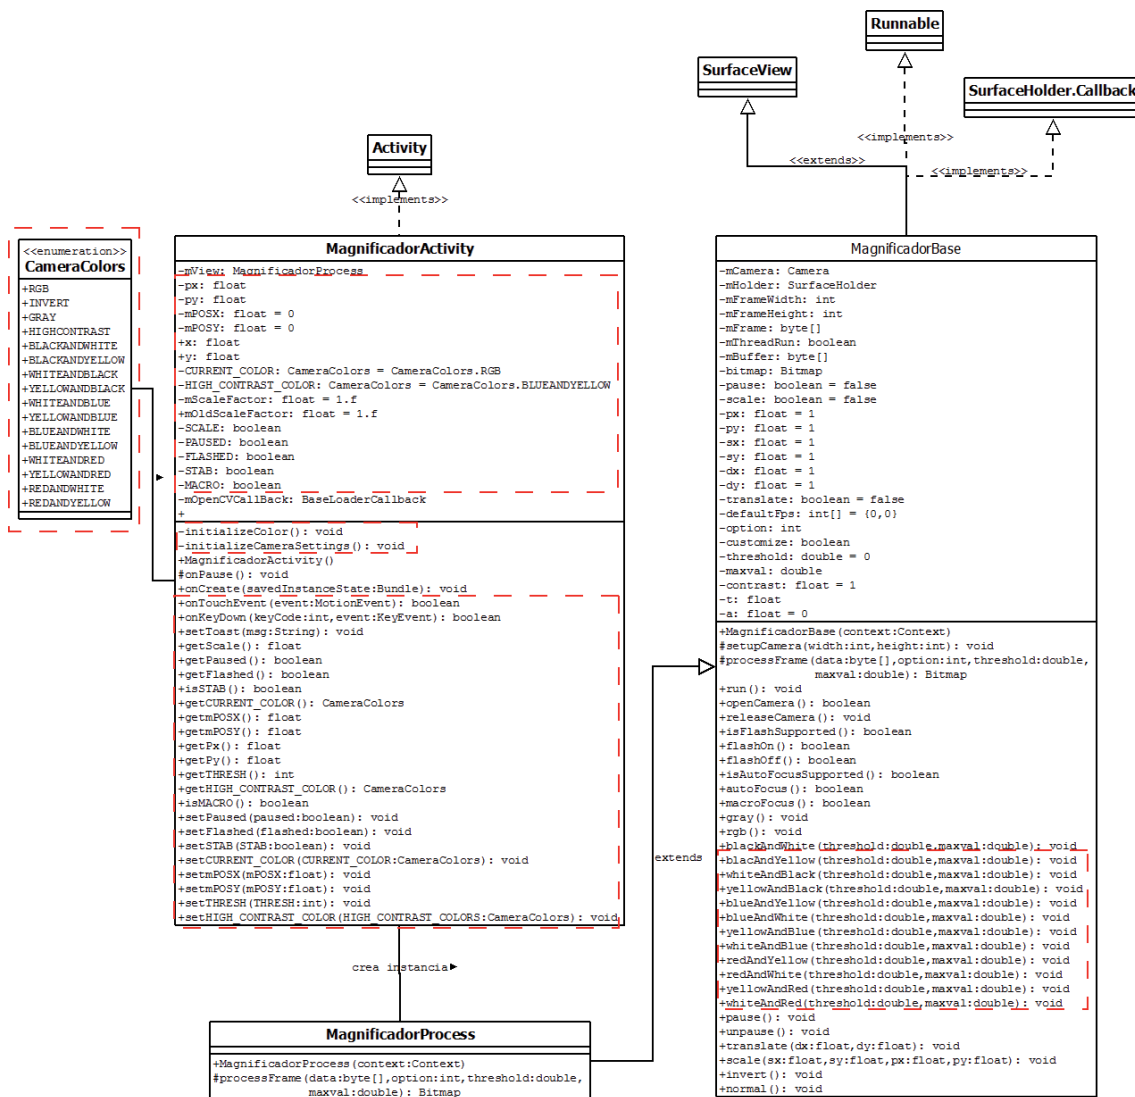 Runnable
SurfaceView
SurfaceHolder.Callback
<<implements>>
<<extends>>
<<implements>>
Activity
<<implements>>
<<enumeration>>
CameraColors
+RGB
+INVERT
+GRAY
+HIGHCONTRAST
+BLACKANDWHITE
+BLACKANDYELLOW
+WHITEANDBLACK
+YELLOWANDBLACK
+WHITEANDBLUE
+YELLOWANDBLUE
+BLUEANDWHITE
+BLUEANDYELLOW
+WHITEANDRED
+YELLOWANDRED
+REDANDWHITE
+REDANDYELLOW
MagnificadorActivity
-mView: MagnificadorProcess
-px: float
-py: float
-mPOSX: float = 0
-mPOSY: float = 0
+x: float
+y: float
-CURRENT_COLOR: CameraColors = CameraColors.RGB
-HIGH_CONTRAST_COLOR: CameraColors = CameraColors.BLUEANDYELLOW
-mScaleFactor: float = 1.f
+mOldScaleFactor: float = 1.f
-SCALE: boolean
-PAUSED: boolean
-FLASHED: boolean
-STAB: boolean
-MACRO: boolean
-mOpenCVCallBack: BaseLoaderCallback
+
-initializeColor(): void
-initializeCameraSettings(): void
+MagnificadorActivity()
#onPause(): void
+onCreate(savedInstanceState:Bundle): void
+onTouchEvent(event:MotionEvent): boolean
+onKeyDown(keyCode:int,event:KeyEvent): boolean
+setToast(msg:String): void
+getScale(): float
+getPaused(): boolean
+getFlashed(): boolean
+isSTAB(): boolean
+getCURRENT_COLOR(): CameraColors
+getmPOSX(): float
+getmPOSY(): float
+getPx(): float
+getPy(): float
+getTHRESH(): int
+getHIGH_CONTRAST_COLOR(): CameraColors
+isMACRO(): boolean
+setPaused(paused:boolean): void
+setFlashed(flashed:boolean): void
+setSTAB(STAB:boolean): void
+setCURRENT_COLOR(CURRENT_COLOR:CameraColors): void
+setmPOSX(mPOSX:float): void
+setmPOSY(mPOSY:float): void
+setTHRESH(THRESH:int): void
+setHIGH_CONTRAST_COLOR(HIGH_CONTRAST_COLORS:CameraColors): void
crea instancia
MagnificadorProcess
+MagnificadorProcess(context:Context)
#processFrame(data:byte[],option:int,threshold:double,
maxval:double): Bitmap
extends
MagnificadorBase
-mCamera: Camera
-mHolder: SurfaceHolder
-mFrameWidth: int
-mFrameHeight: int
-mFrame: byte[]
-mThreadRun: boolean
-mBuffer: byte[]
-bitmap: Bitmap
-pause: boolean = false
-scale: boolean = false
-px: float = 1
-py: float = 1
-sx: float = 1
-sy: float = 1
-dx: float = 1
-dy: float = 1
-translate: boolean = false
-defaultFps: int[] = {0,0}
-option: int
-customize: boolean
-threshold: double = 0
-maxval: double
-contrast: float = 1
-t: float
-a: float = 0
+MagnificadorBase(context:Context)
#setupCamera(width:int,height:int): void
#processFrame(data:byte[],option:int,threshold:double,
maxval:double): Bitmap
+run(): void
+openCamera(): boolean
+releaseCamera(): void
+isFlashSupported(): boolean
+flashOn(): boolean
+flashOff(): boolean
+isAutoFocusSupported(): boolean
+autoFocus(): boolean
+macroFocus(): boolean
+gray(): void
+rgb(): void
+blackAndWhite(threshold:double,maxval:double): void
+blacAndYellow(threshold:double,maxval:double): void
+whiteAndBlack(threshold:double,maxval:double): void
+yellowAndBlack(threshold:double,maxval:double): void
+blueAndYellow(threshold:double,maxval:double): void
+blueAndWhite(threshold:double,maxval:double): void
+yellowAndBlue(threshold:double,maxval:double): void
+whiteAndBlue(threshold:double,maxval:double): void
+redAndYellow(threshold:double,maxval:double): void
+redAndWhite(threshold:double,maxval:double): void
+yellowAndRed(threshold:double,maxval:double): void
+whiteAndRed(threshold:double,maxval:double): void
+pause(): void
+unpause(): void
+translate(dx:float,dy:float): void
+scale(sx:float,sy:float,px:float,py:float): void
+invert(): void
+normal(): void